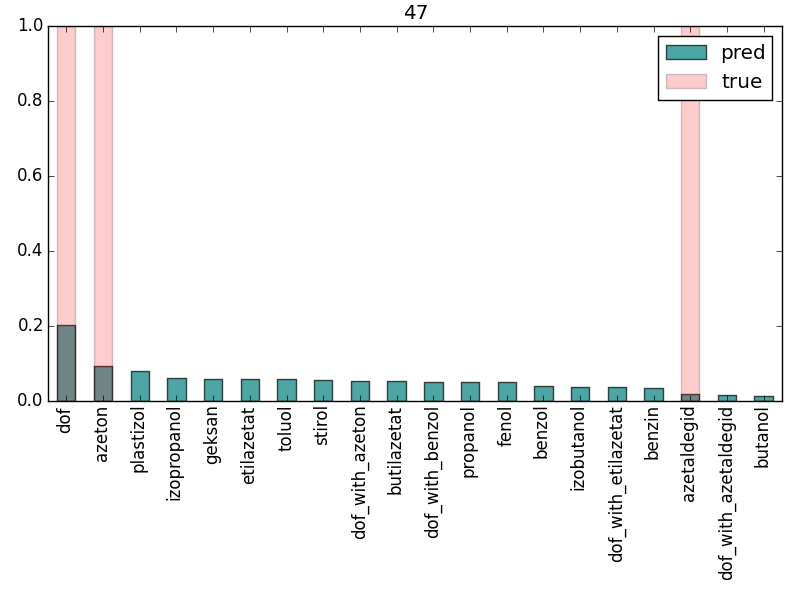 47
1.0
0.8
0.6
0.4
0.2
0.0
pred
true
dof
azeton
plastizol
izopropanol
geksan
etilazetat
toluol
stirol
dof_with_azeton
butilazetat
dof_with_benzol
propanol
fenol
benzol
izobutanol
dof_with_etilazetat
benzin
azetaldegid
dof_with_azetaldegid
butanol